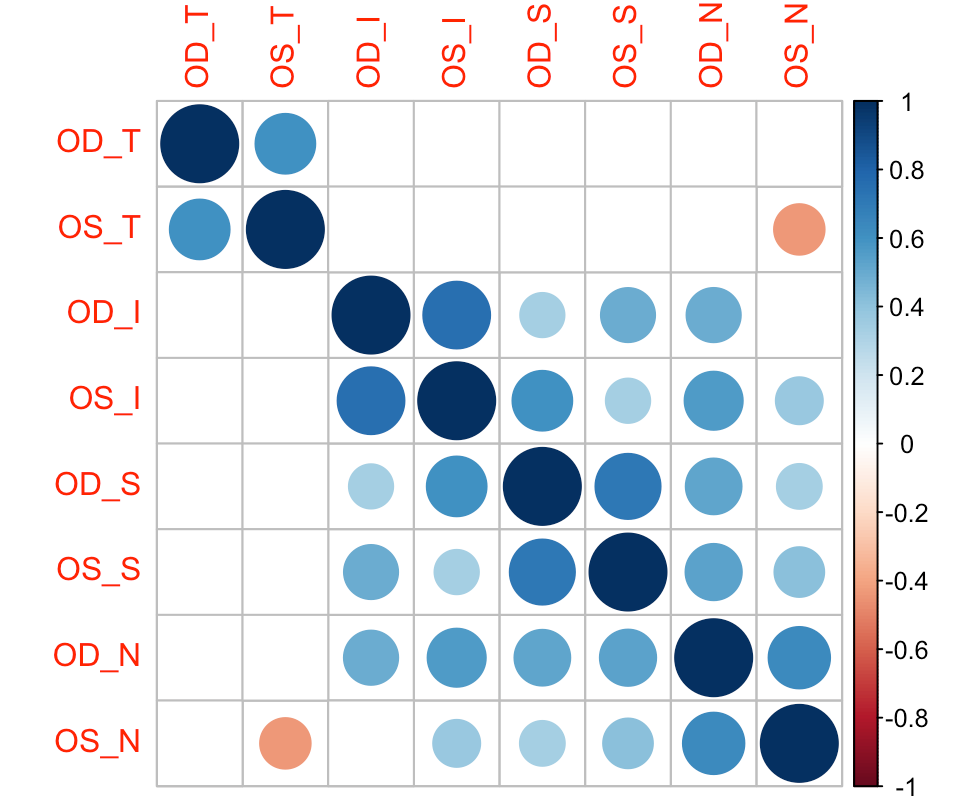 OD_T OS_T OD_I OS_I OD_S OS_S OD_N OS_N
OD_T
OS_T
OD_I
OS_I
OD_S
OS_S
OD_N
OS_N
1
0.8
0.6
0.4
0.2
0
-0.2
-0.4
-0.6
-0.8
-1